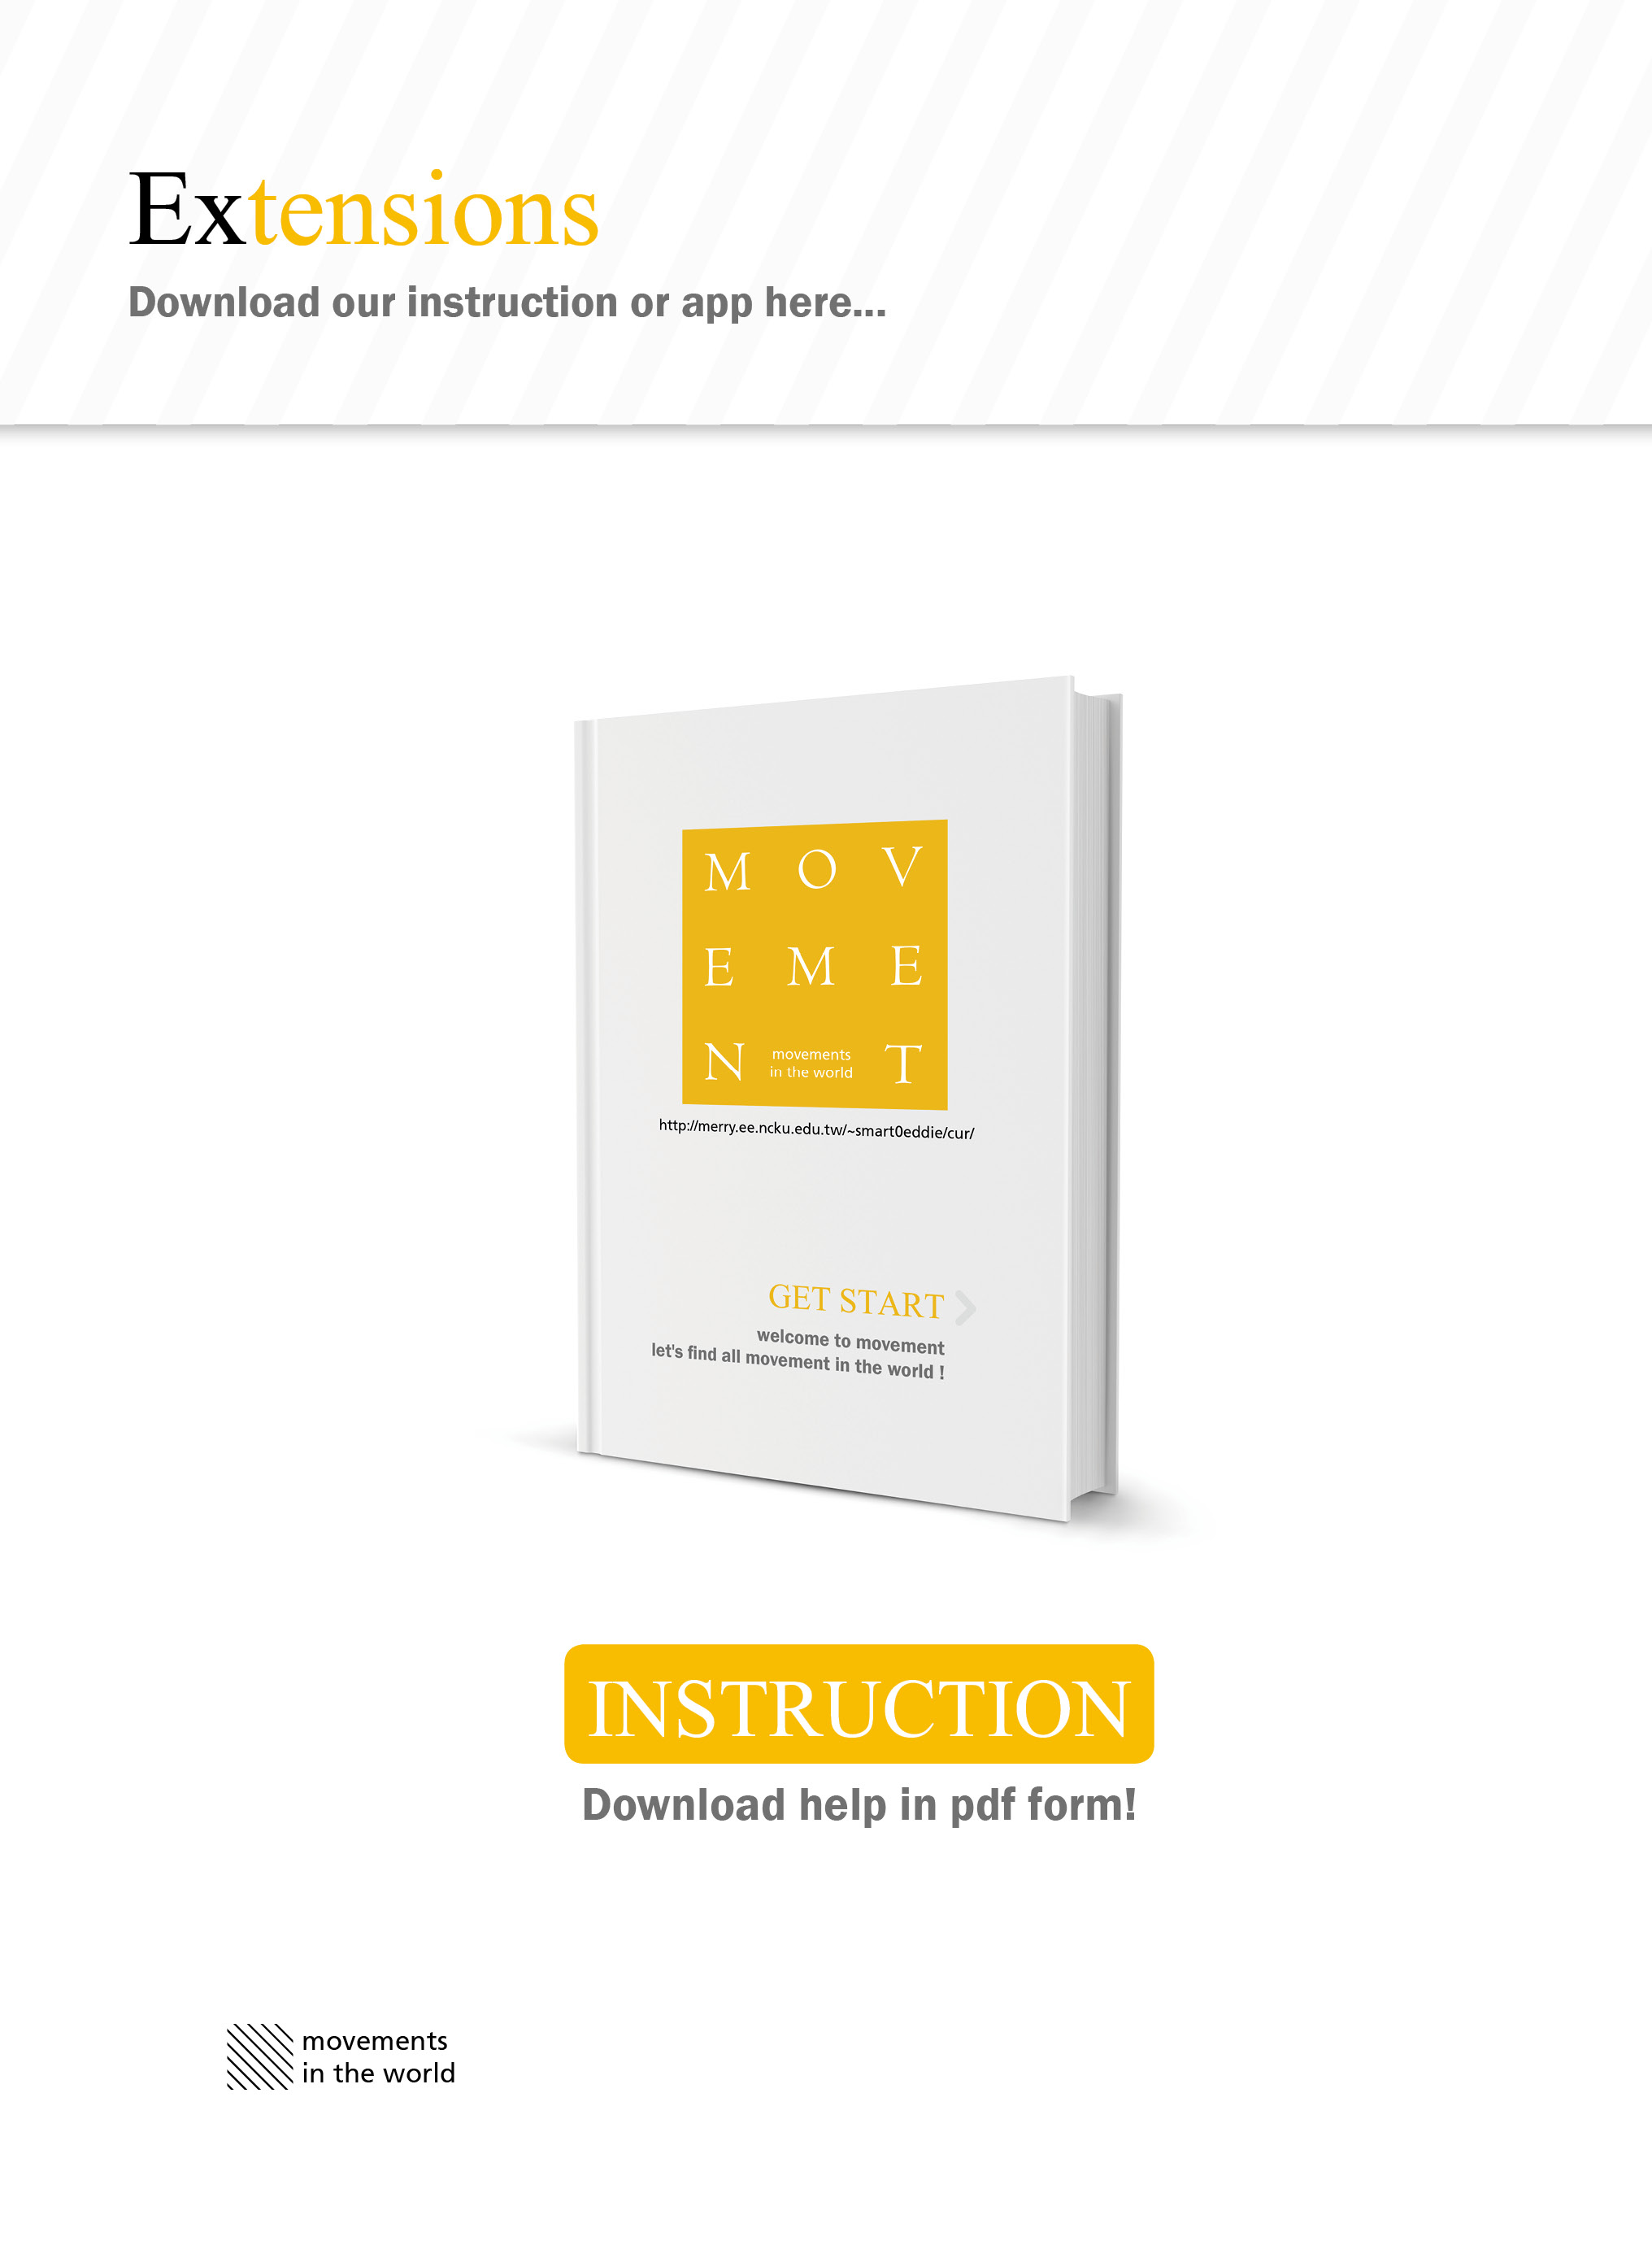 Extensions
Download our instruction or app here...
M O V
E M E
N movements in the world T
http://merry.ee.ncku.edu.tw/~smart0eddie/cur/
GET START
welcome to movement
let's find all movement in the world !
INSTRUCTION
Download help in pdf form!
movements
in the world